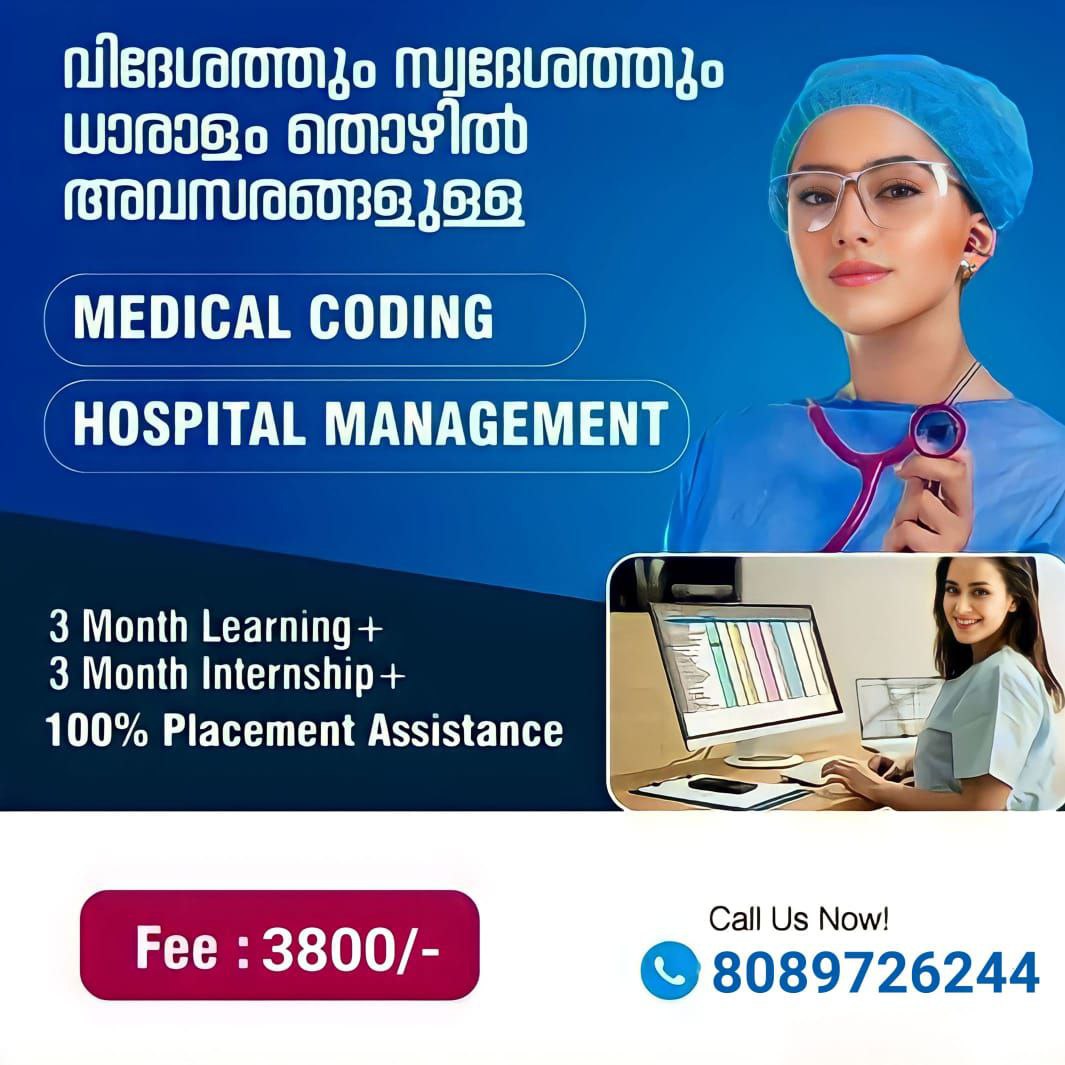 വിദേശത്തും സ്വദേശത്തും
ധാരാളം തൊഴിൽ
അവസരങ്ങളുള്ള
MEDICAL CODING
HOSPITAL MANAGEMENT
3 Month Learning+
3 Month Internship+
100% Placement Assistance
Fee : 3800/-
Call Us Now!
8089726244